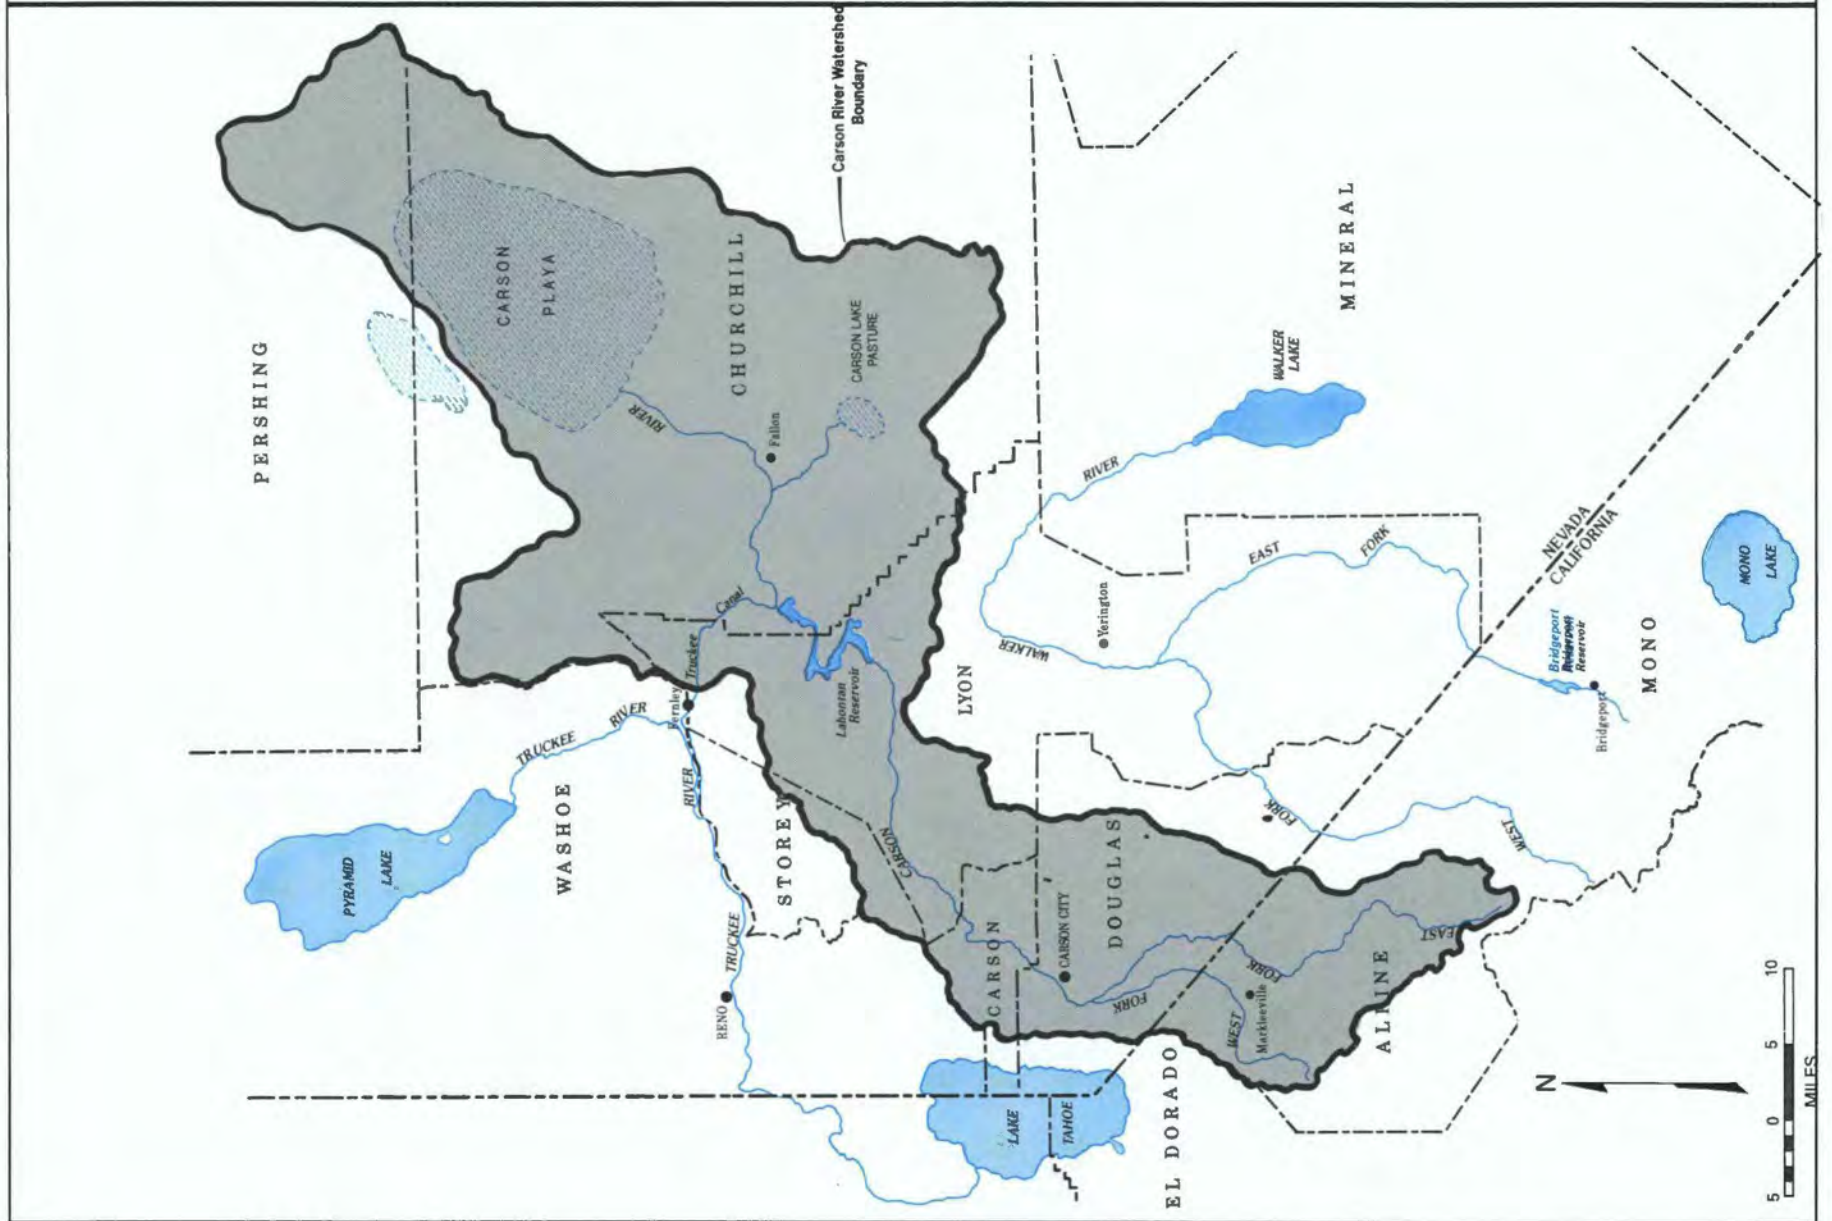 Carson River Watershed
Boundary
PERSHING
CARSON
PLAYA
CHURCHILL
CARSON LAKE
PASTURE
RIVER
Fallon
MINERAL
WALKER
LAKE
RIVER
WALKER
Yerington
EAST
FORK
NEVADA
CALIFORNIA
MONO
LAKE
MONO
Bridgeport
Reservoir
Bridgeport
LYON
Canal
Truckee
Lahontan
Reservoir
Fernley
TRUCKEE
RIVER
PYRAMID
LAKE
WASHOE
RIVER
STOREY
TRUCKEE
RENO
CARSON
CARSON
CARSON CITY
DOUGLAS
FORK
WEST
FORK
EAST
FORK
WEST
Markleeville
ALPINE
LAKE
TAHOE
EL DORADO
N
5 0 5 10
MILES